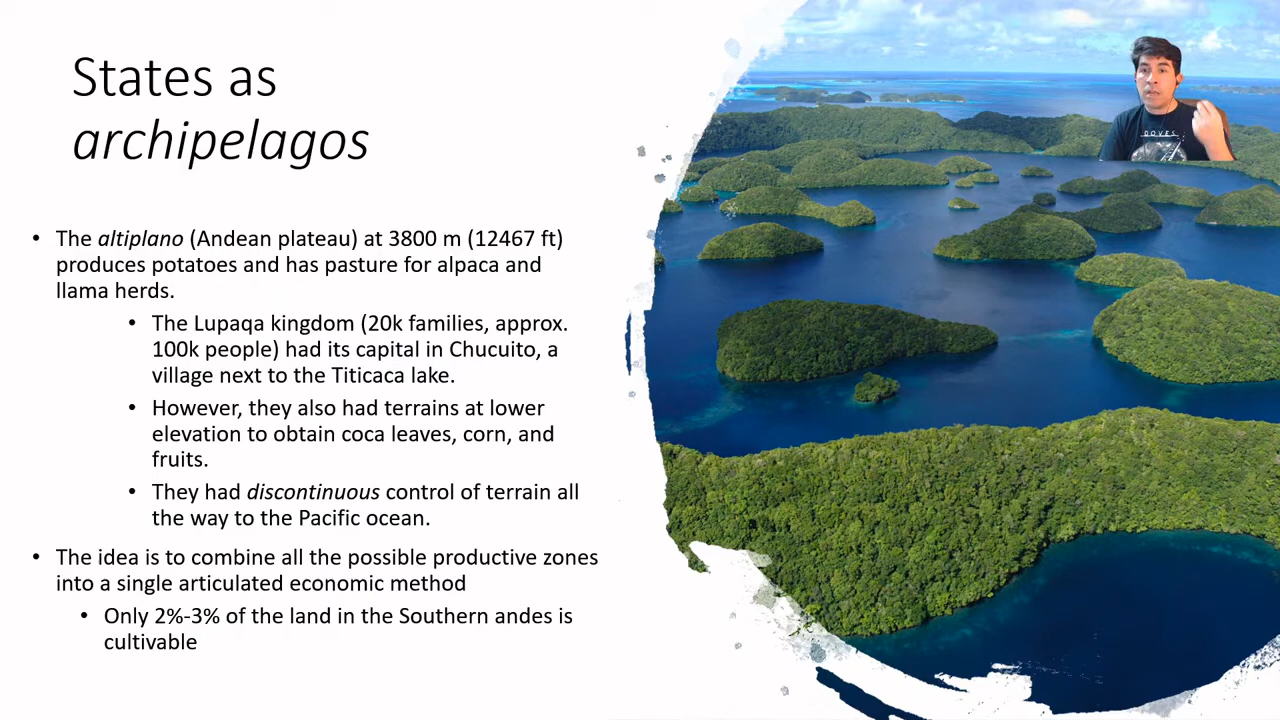 States as
archipelagos
• The altiplano (Andean plateau) at 3800 m (12467 ft)
produces potatoes and has pasture for alpaca and
llama herds.
• The Lupaqa kingdom (20k families, approx.
100k people) had its capital in Chucuito, a
village next to the Titicaca lake.
• However, they also had terrains at lower
elevation to obtain coca leaves, corn, and
fruits.
• They had discontinuous control of terrain all
the way to the Pacific ocean.
• The idea is to combine all the possible productive zones
into a single articulated economic method
• Only 2%-3% of the land in the Southern andes is
cultivable
DOVES